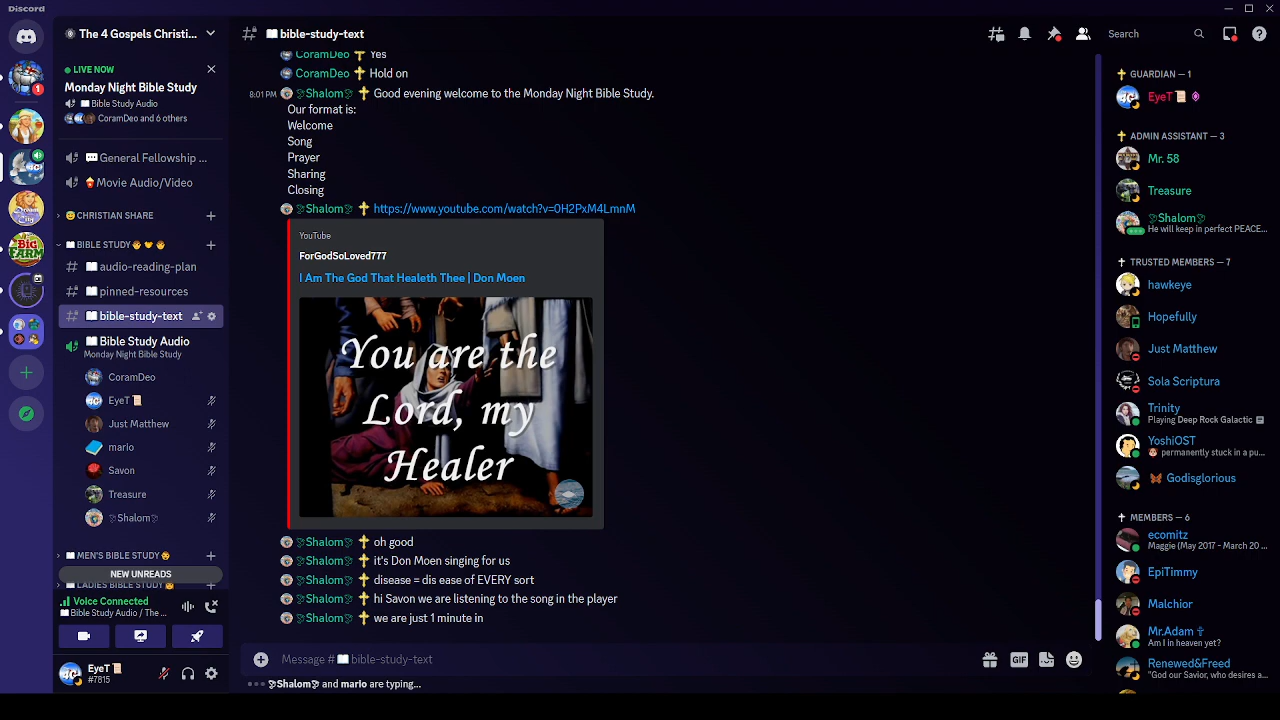 Discord
1
The 4 Gospels Christi...
LIVE NOW
Monday Night Bible Study
Bible Study Audio
CoramDeo and 6 others
General Fellowship ...
Movie Audio/Video
CHRISTIAN SHARE
BIBLE STUDY
audio-reading-plan
pinned-resources
bible-study-text
Bible Study Audio
Monday Night Bible Study
CoramDeo
EyeT
Just Matthew
mario
Savon
Treasure
Shalom
MEN'S BIBLE STUDY
NEW UNREADS
LADIES BIBLE STUDY
Voice Connected
Bible Study Audio / The ...
EyeT
#7815
bible-study-text
Search
CoramDeo Yes
CoramDeo Hold on
8:01 PM Shalom Good evening welcome to the Monday Night Bible Study.
Our format is:
Welcome
Song
Prayer
Sharing
Closing
Shalom https://www.youtube.com/watch?v=0H2PxM4LmnM
YouTube
ForGodSoLoved777
I Am The God That Healeth Thee | Don Moen
You are the
Lord, my
Healer
Shalom oh good
Shalom it's Don Moen singing for us
Shalom disease = dis ease of EVERY sort
Shalom hi Savon we are listening to the song in the player
Shalom we are just 1 minute in
Message # bible-study-text
GIF
Shalom and mario are typing...
GUARDIAN — 1
EyeT
ADMIN ASSISTANT — 3
Mr. 58
Treasure
Shalom
He will keep in perfect PEACE...
TRUSTED MEMBERS — 7
hawkeye
Hopefully
Just Matthew
Sola Scriptura
Trinity
Playing Deep Rock Galactic
YoshiOST
permanently stuck in a pu...
Godisglorious
MEMBERS — 6
ecomitz
Maggie (May 2017 - March 20 ...
EpiTimmy
Malchior
Mr.Adam ✞
Am I in heaven yet?
Renewed&Freed
"God our Savior, who desires a...